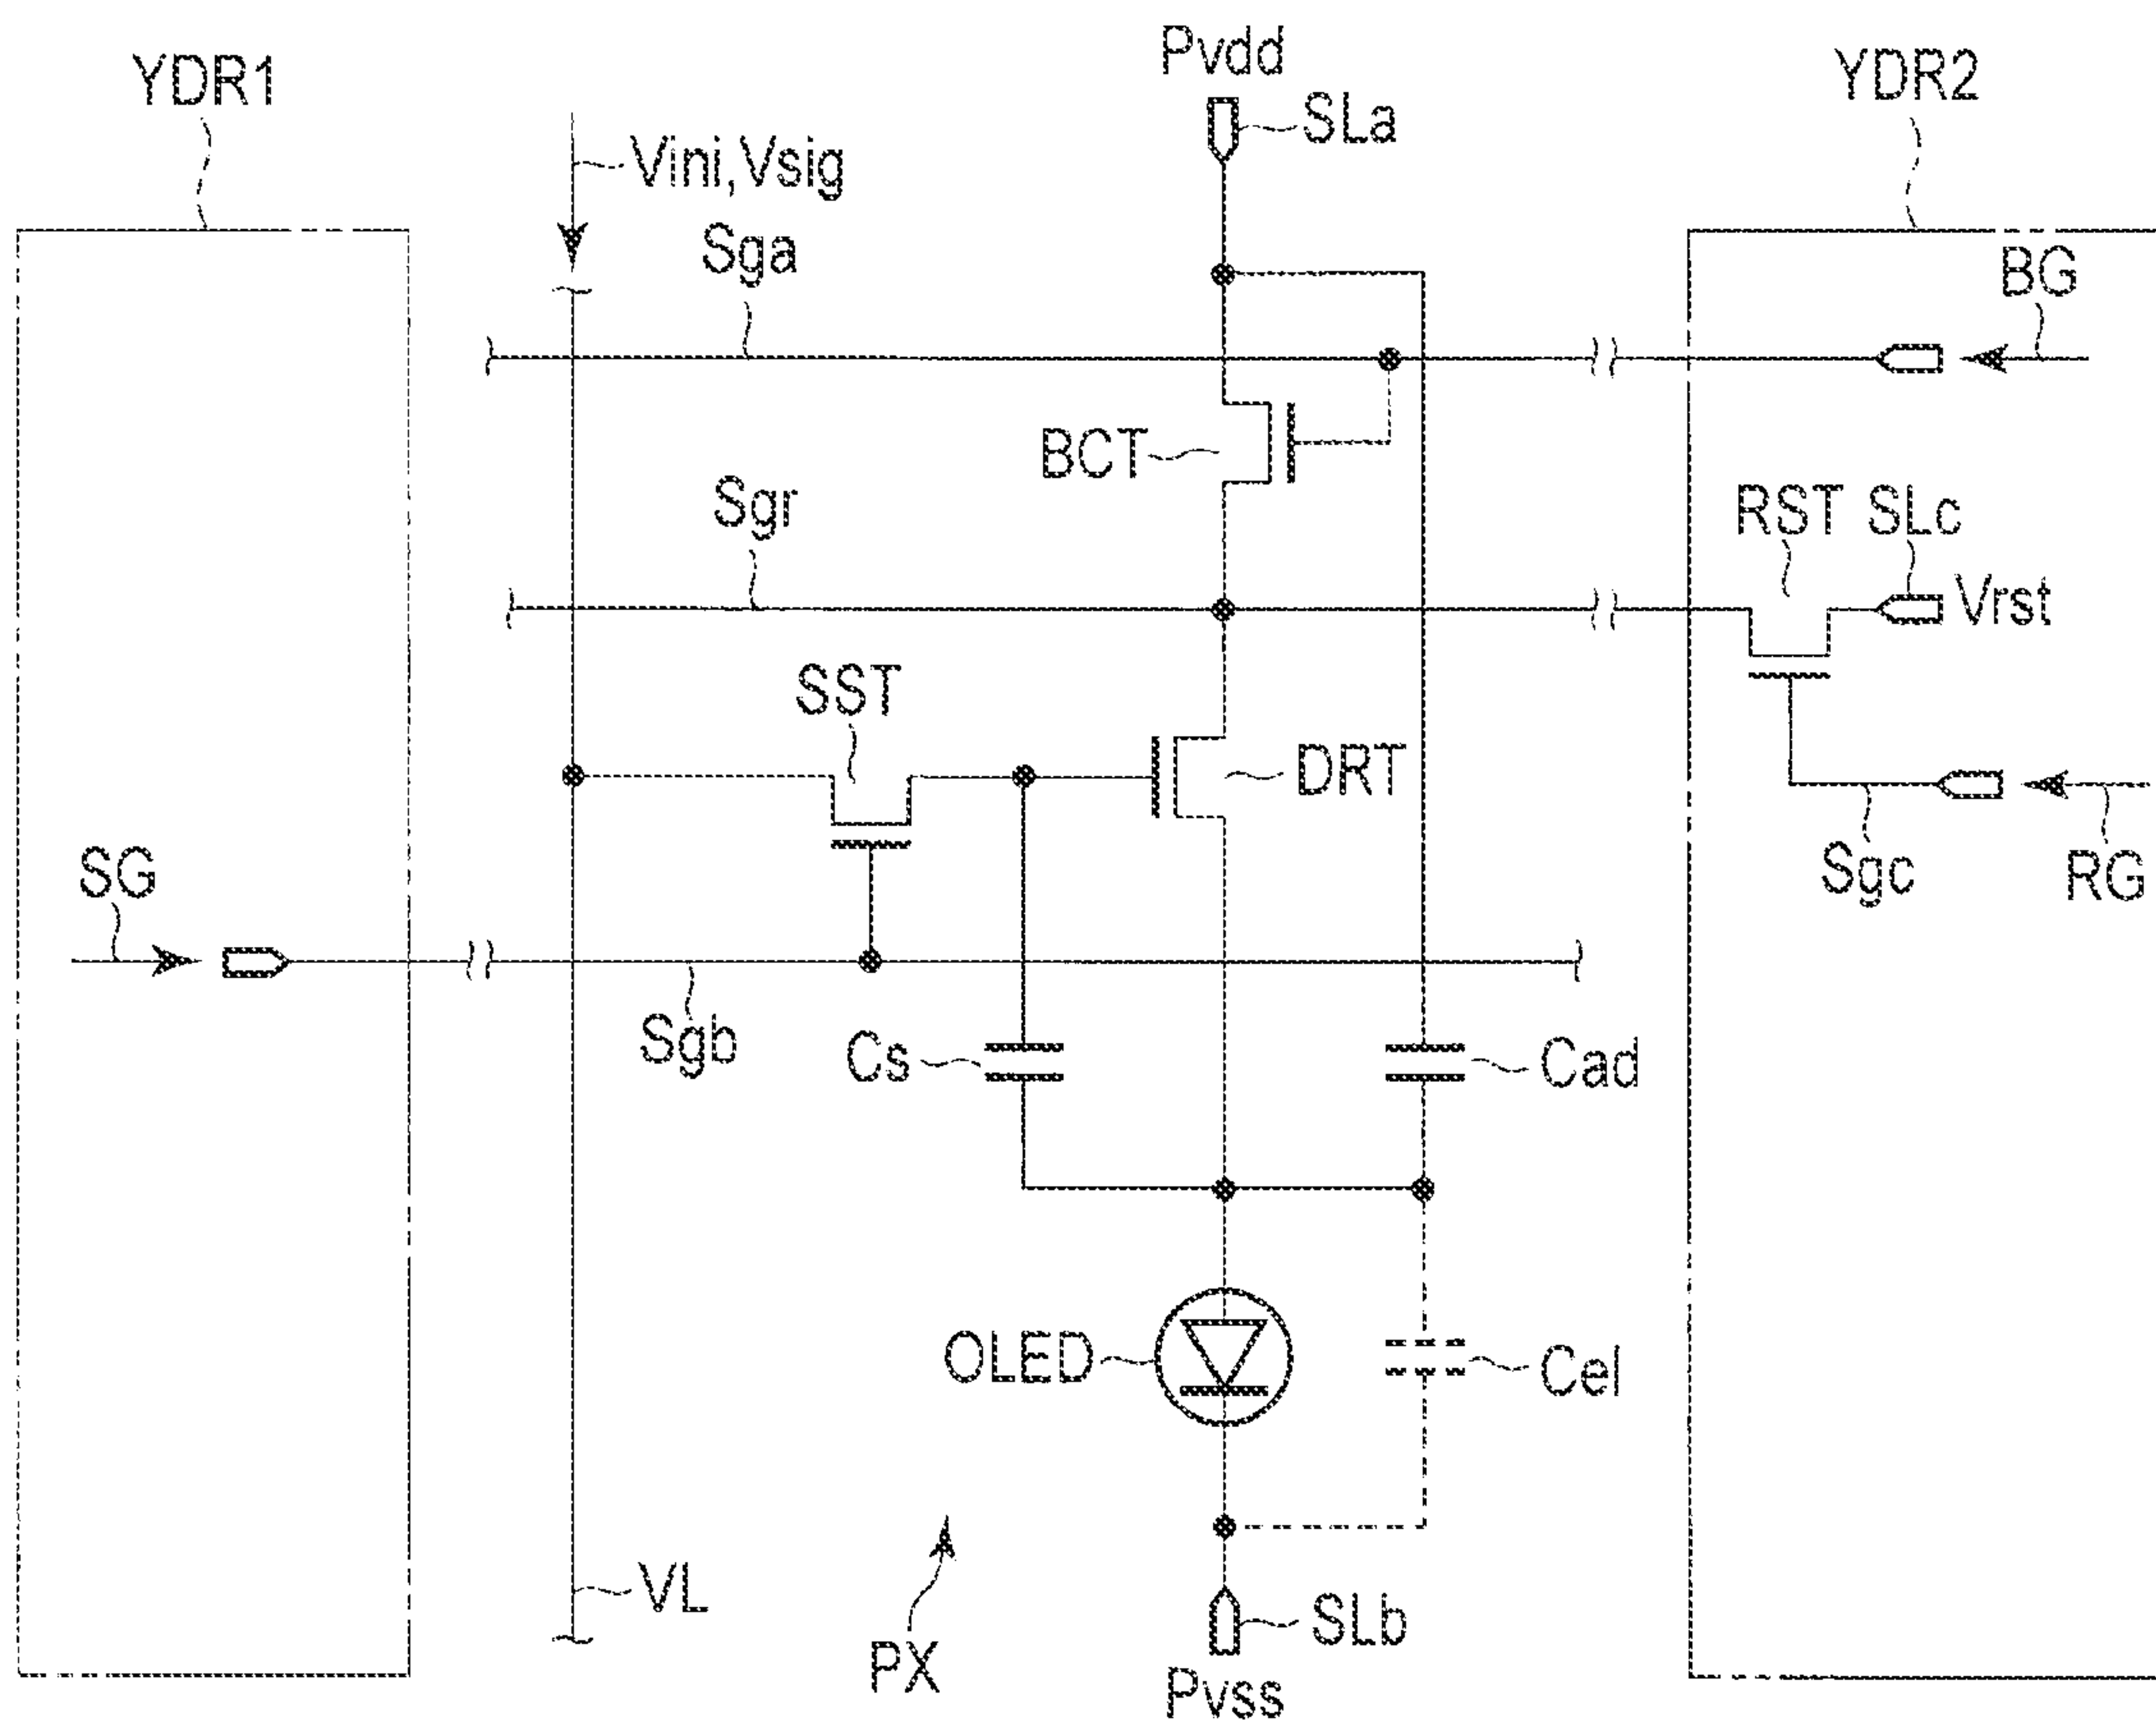 Pvdd
YDR1
YDR2
SLa
Vini,Vsig
Sga
BG
BCT
Sgr
RST SLc
Vrst
SST
DRT
SG
Sgc
RG
Sgb
Cs
Cad
OLED
Cel
VL
SLb
PX
Pvss